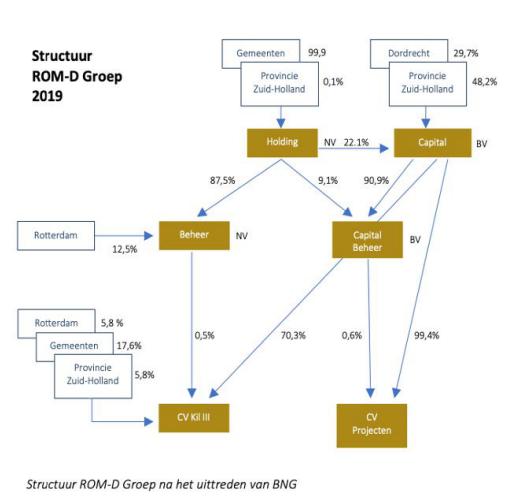 Structuur
ROM-D Groep
2019
Gemeenten
99,9
Provincie
Zuid-Holland
0,1%
Dordrecht
29,7%
Provincie
Zuid-Holland
48,2%
Holding
NV 22.1%
Capital
BV
87,5%
9,1%
90,9%
Rotterdam
12,5%
Beheer
NV
Capital
Beheer
BV
Rotterdam
5,8 %
Gemeenten
17,6%
Provincie
Zuid-Holland
5,8%
0,5%
70,3%
0,6%
99,4%
CV Kil III
CV
Projecten
Structuur ROM-D Groep na het uittreden van BNG